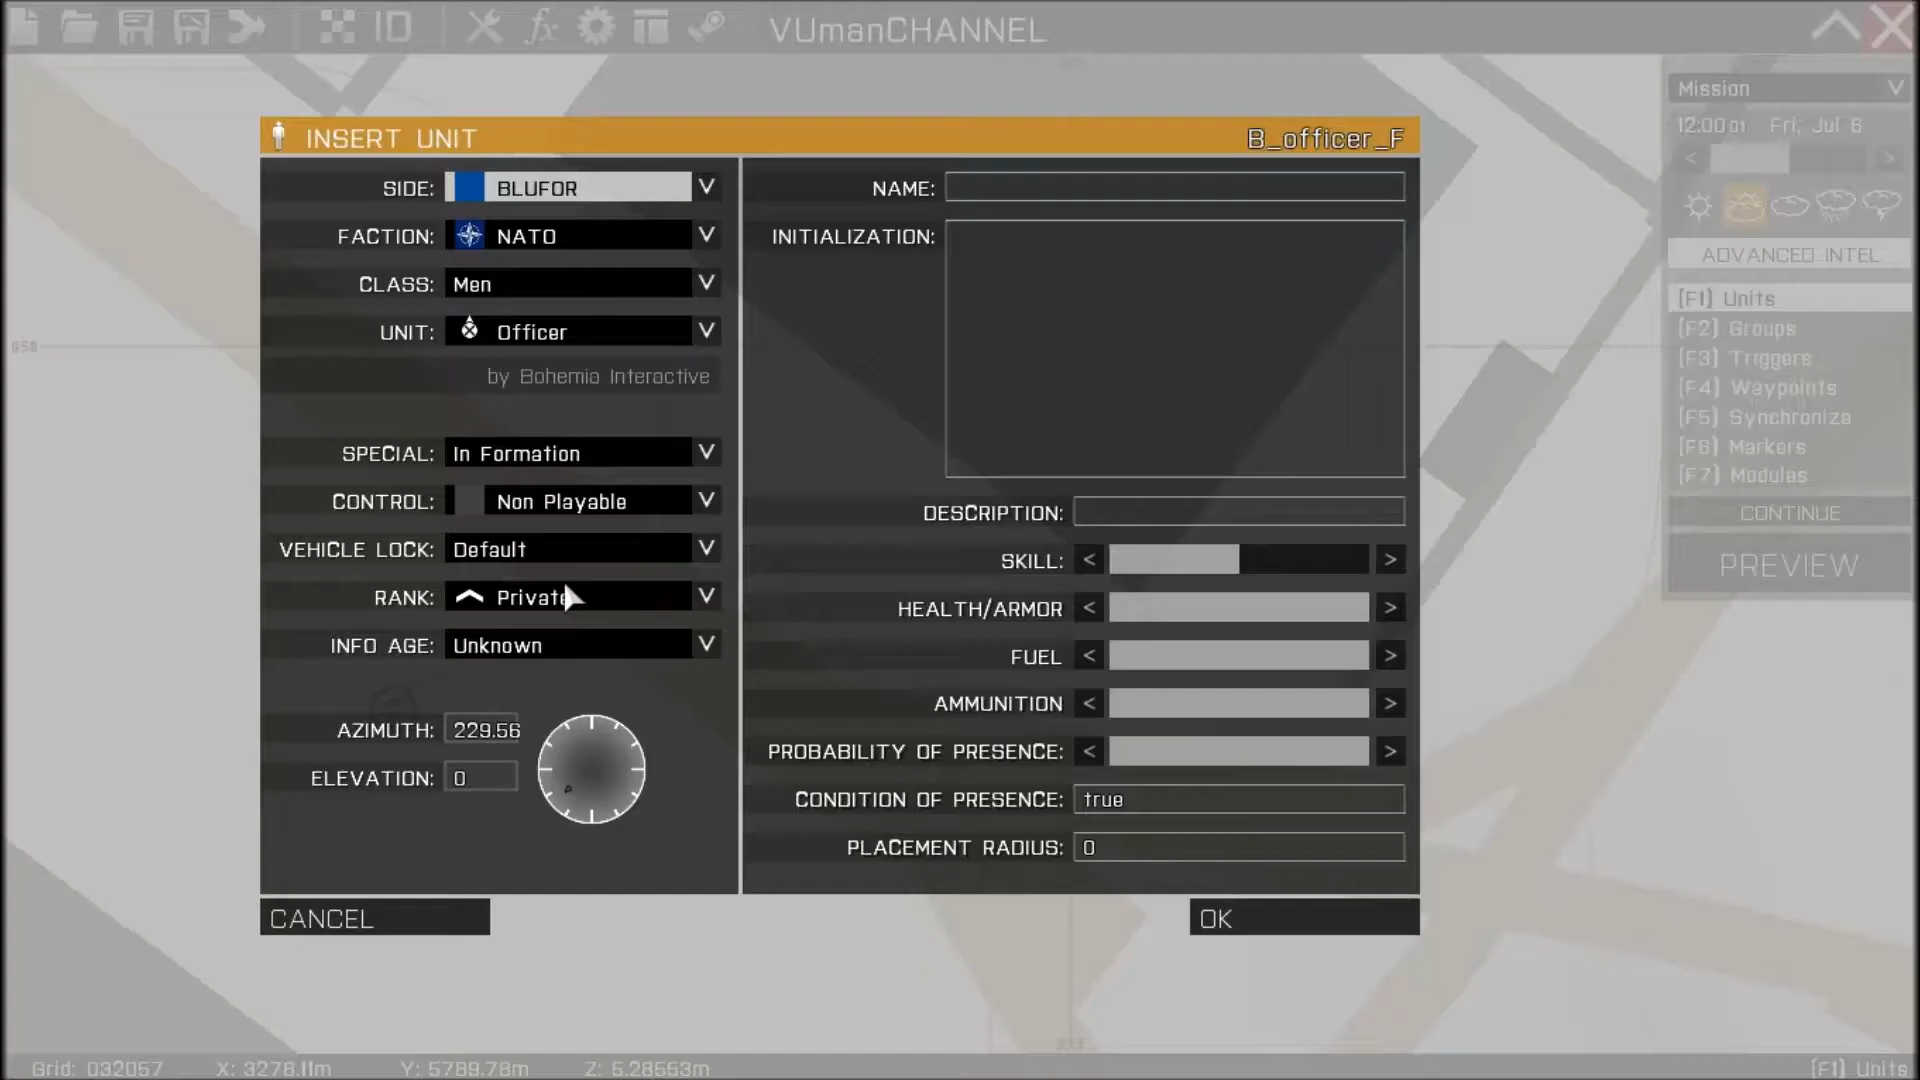 ID
fx
VUmanCHANNEL
INSERT UNIT
B_officer_F
SIDE: BLUFOR V
FACTION: NATO V
CLASS: Men V
UNIT: Officer V
by Bohemia Interactive
SPECIAL: In Formation V
CONTROL: Non Playable V
VEHICLE LOCK: Default V
RANK: Private V
INFO AGE: Unknown V
AZIMUTH: 229.56
ELEVATION: 0
NAME:
INITIALIZATION:
DESCRIPTION:
SKILL: < >
HEALTH/ARMOR < >
FUEL < >
AMMUNITION < >
PROBABILITY OF PRESENCE: < >
CONDITION OF PRESENCE: true
PLACEMENT RADIUS: 0
CANCEL
OK
Mission V
12:00 Fri, Jul 6
< >
ADVANCED INTEL
[F1] Units
[F2] Groups
[F3] Triggers
[F4] Waypoints
[F5] Synchronize
[F6] Markers
[F7] Modules
CONTINUE
PREVIEW
Grid: 032057 X: 3278.11m Y: 5789.78m Z: 5.28553m
[F1] Units